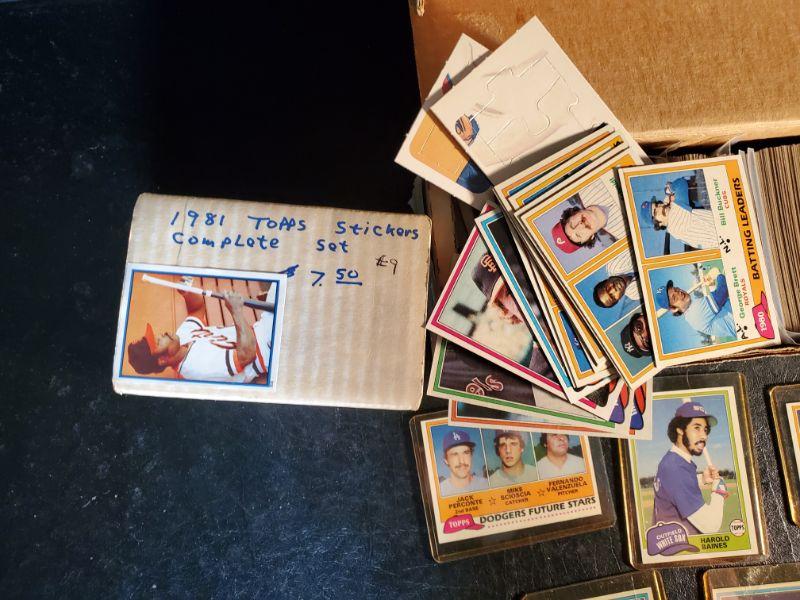 1981 Topps Stickers
Complete set
$7.50
#9
Bill Buckner
CUBS
George Brett
ROYALS
BATTING LEADERS
1980
JACK PERCONTE
2nd BASE
MIKE SCIOSCIA
CATCHER
FERNANDO VALENZUELA
PITCHER
TOPPS
DODGERS FUTURE STARS
OUTFIELD
WHITE SOX
HAROLD BAINES
TOPPS